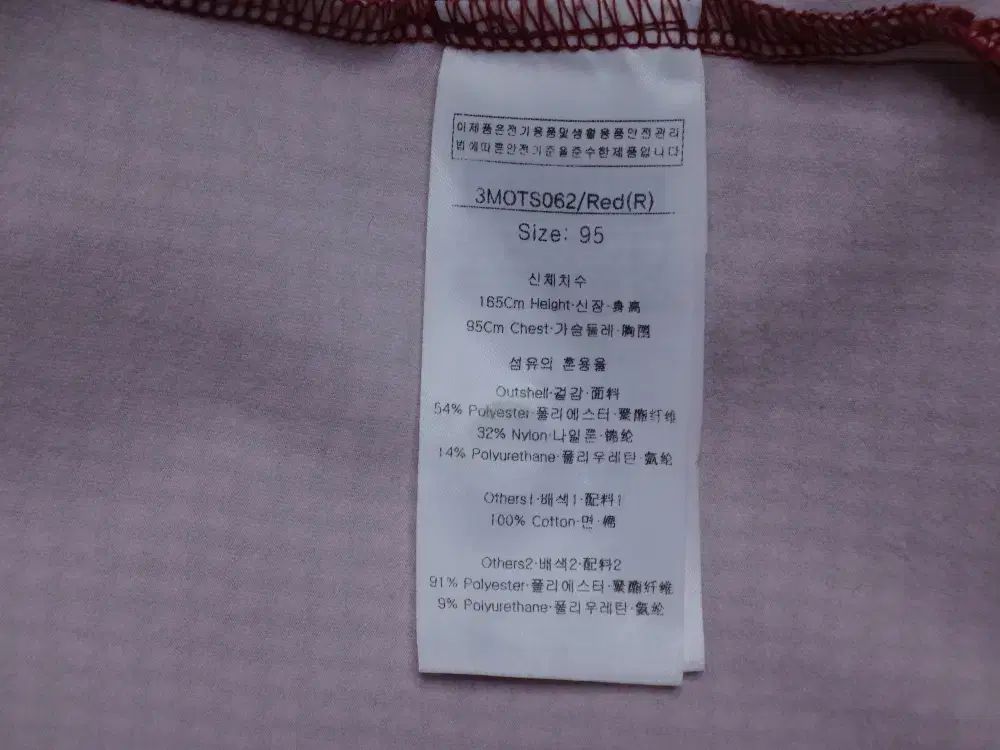 이제품은전기용품및생활용품안전관리
법에따른안전기준을준수한제품입니다
3MOTS062/Red(R)
Size: 95
신체치수
165Cm Height·신장·身高
95Cm Chest·가슴둘레·胸围
섬유의 혼용율
Outshell·겉감·面料
54% Polyester·폴리에스터·聚酯纤维
32% Nylon·나일론·锦纶
14% Polyurethane·폴리우레탄·氨纶
Others1·배색1·配料1
100% Cotton·면·棉
Others2·배색2·配料2
91% Polyester·폴리에스터·聚酯纤维
9% Polyurethane·폴리우레탄·氨纶